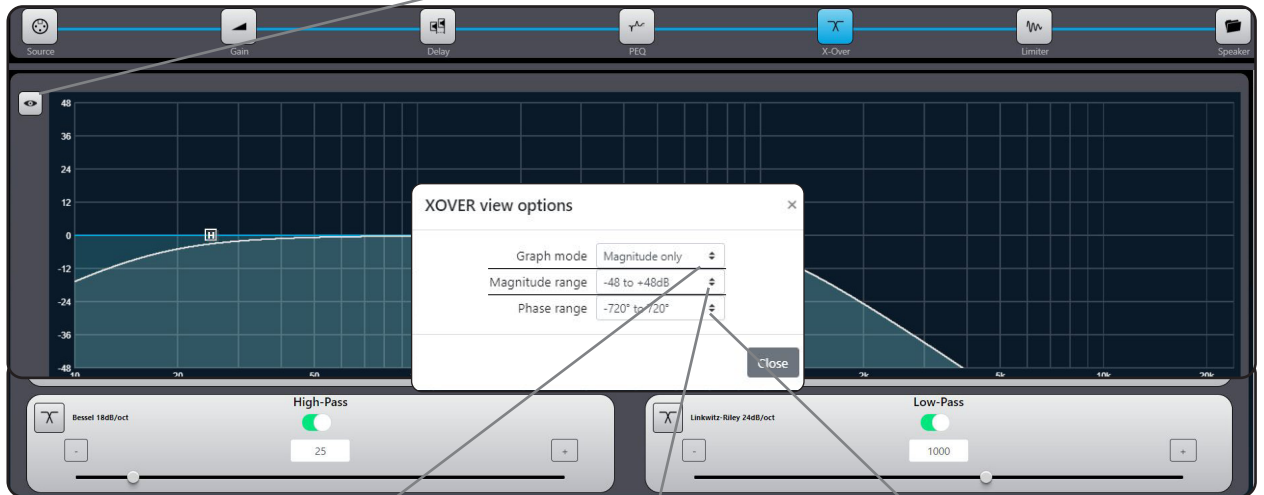 Source Gain Delay PEQ X-Over Limiter Speaker
48
36
24
12
0
-12
-24
-36
-48
H
10 20 50 2k 5k 10k 20k
XOVER view options ×
Graph mode Magnitude only
Magnitude range -48 to +48dB
Phase range -720° to 720°
Close
High-Pass
Bessel 18dB/oct
- 25 +
Low-Pass
Linkwitz-Riley 24dB/oct
- 1000 +